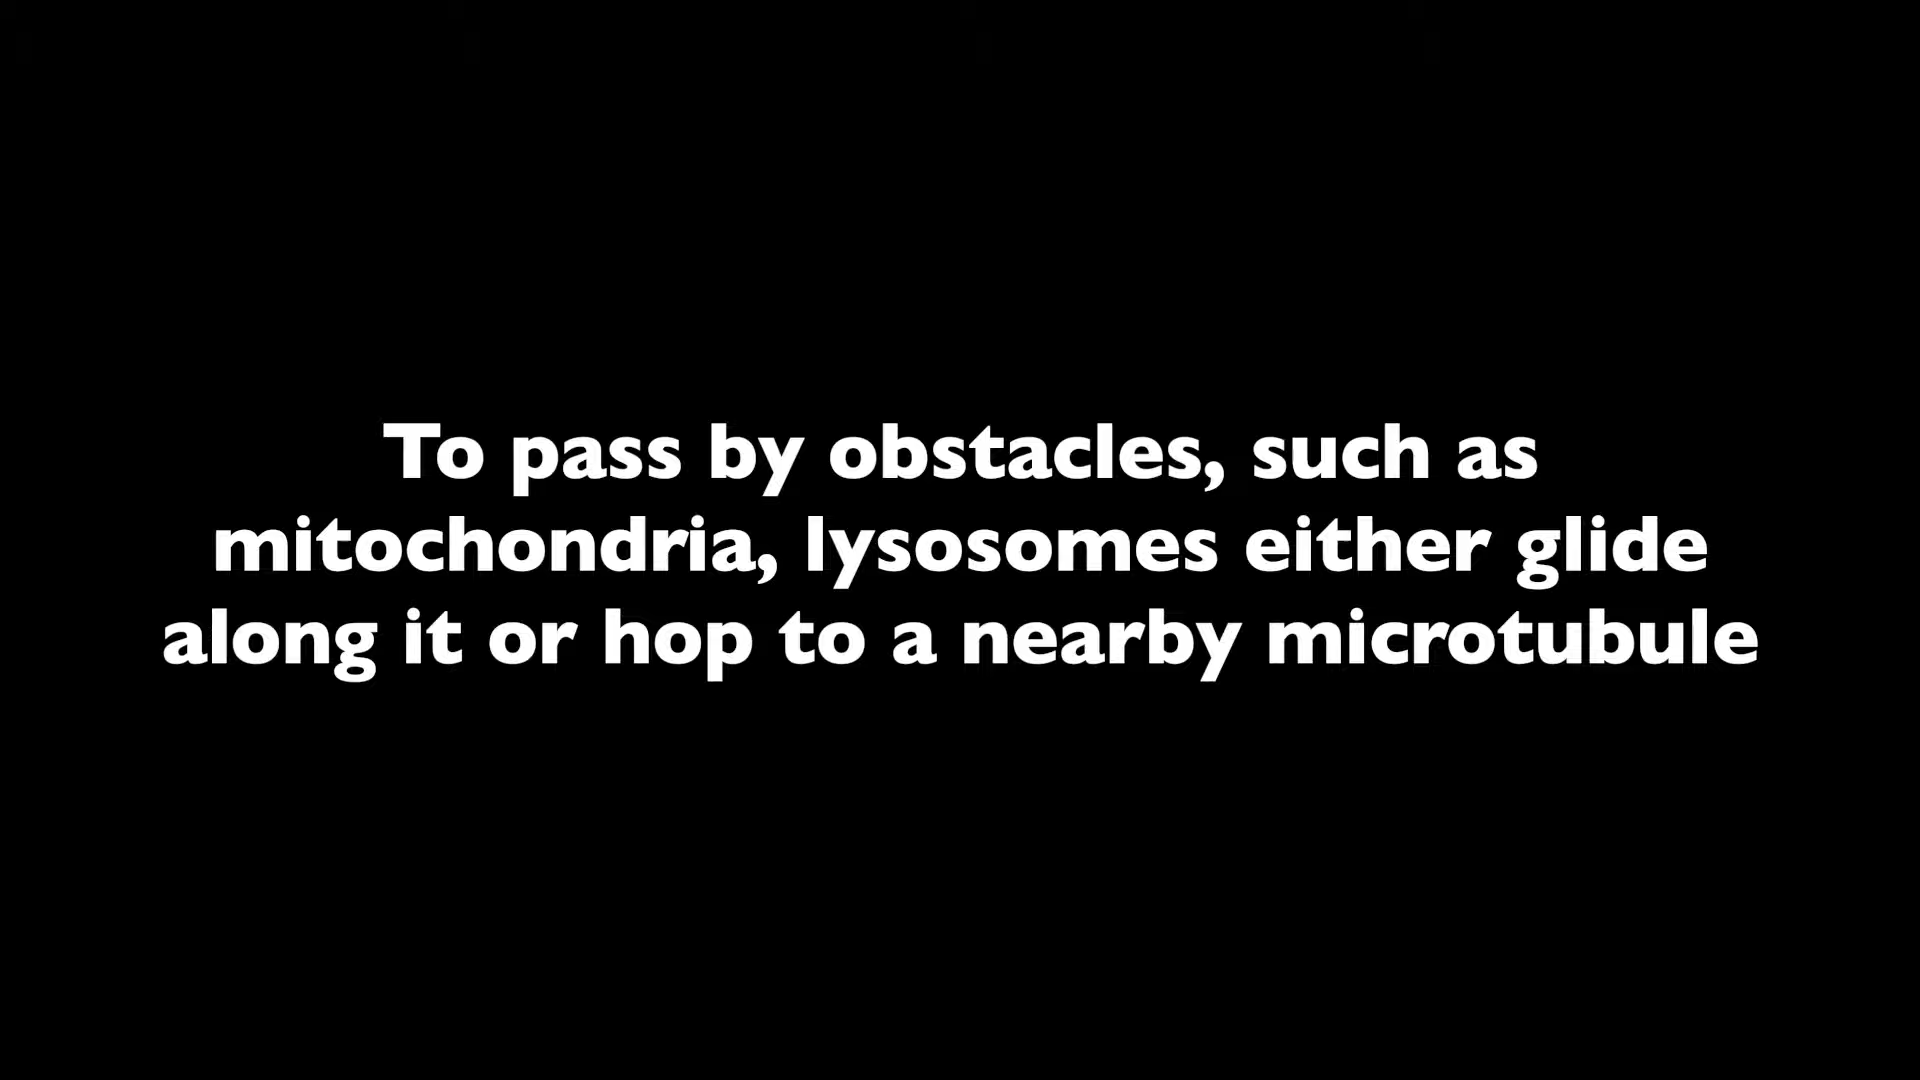 To pass by obstacles, such as
mitochondria, lysosomes either glide
along it or hop to a nearby microtubule